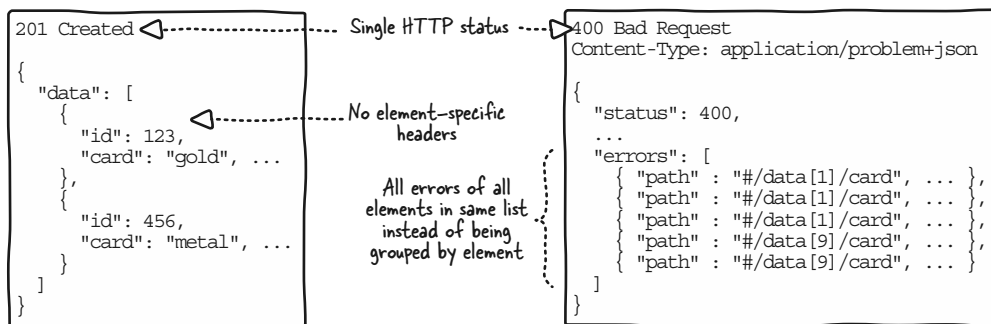 201 Created
{
"data": [
{
"id": 123,
"card": "gold", ...
},
{
"id": 456,
"card": "metal", ...
}
]
}
Single HTTP status
No element-specific
headers
All errors of all
elements in same list
instead of being
grouped by element
400 Bad Request
Content-Type: application/problem+json
{
"status": 400,
...
"errors": [
{ "path" : "#/data[1]/card", ... },
{ "path" : "#/data[1]/card", ... },
{ "path" : "#/data[1]/card", ... },
{ "path" : "#/data[9]/card", ... },
{ "path" : "#/data[9]/card", ... }
]
}